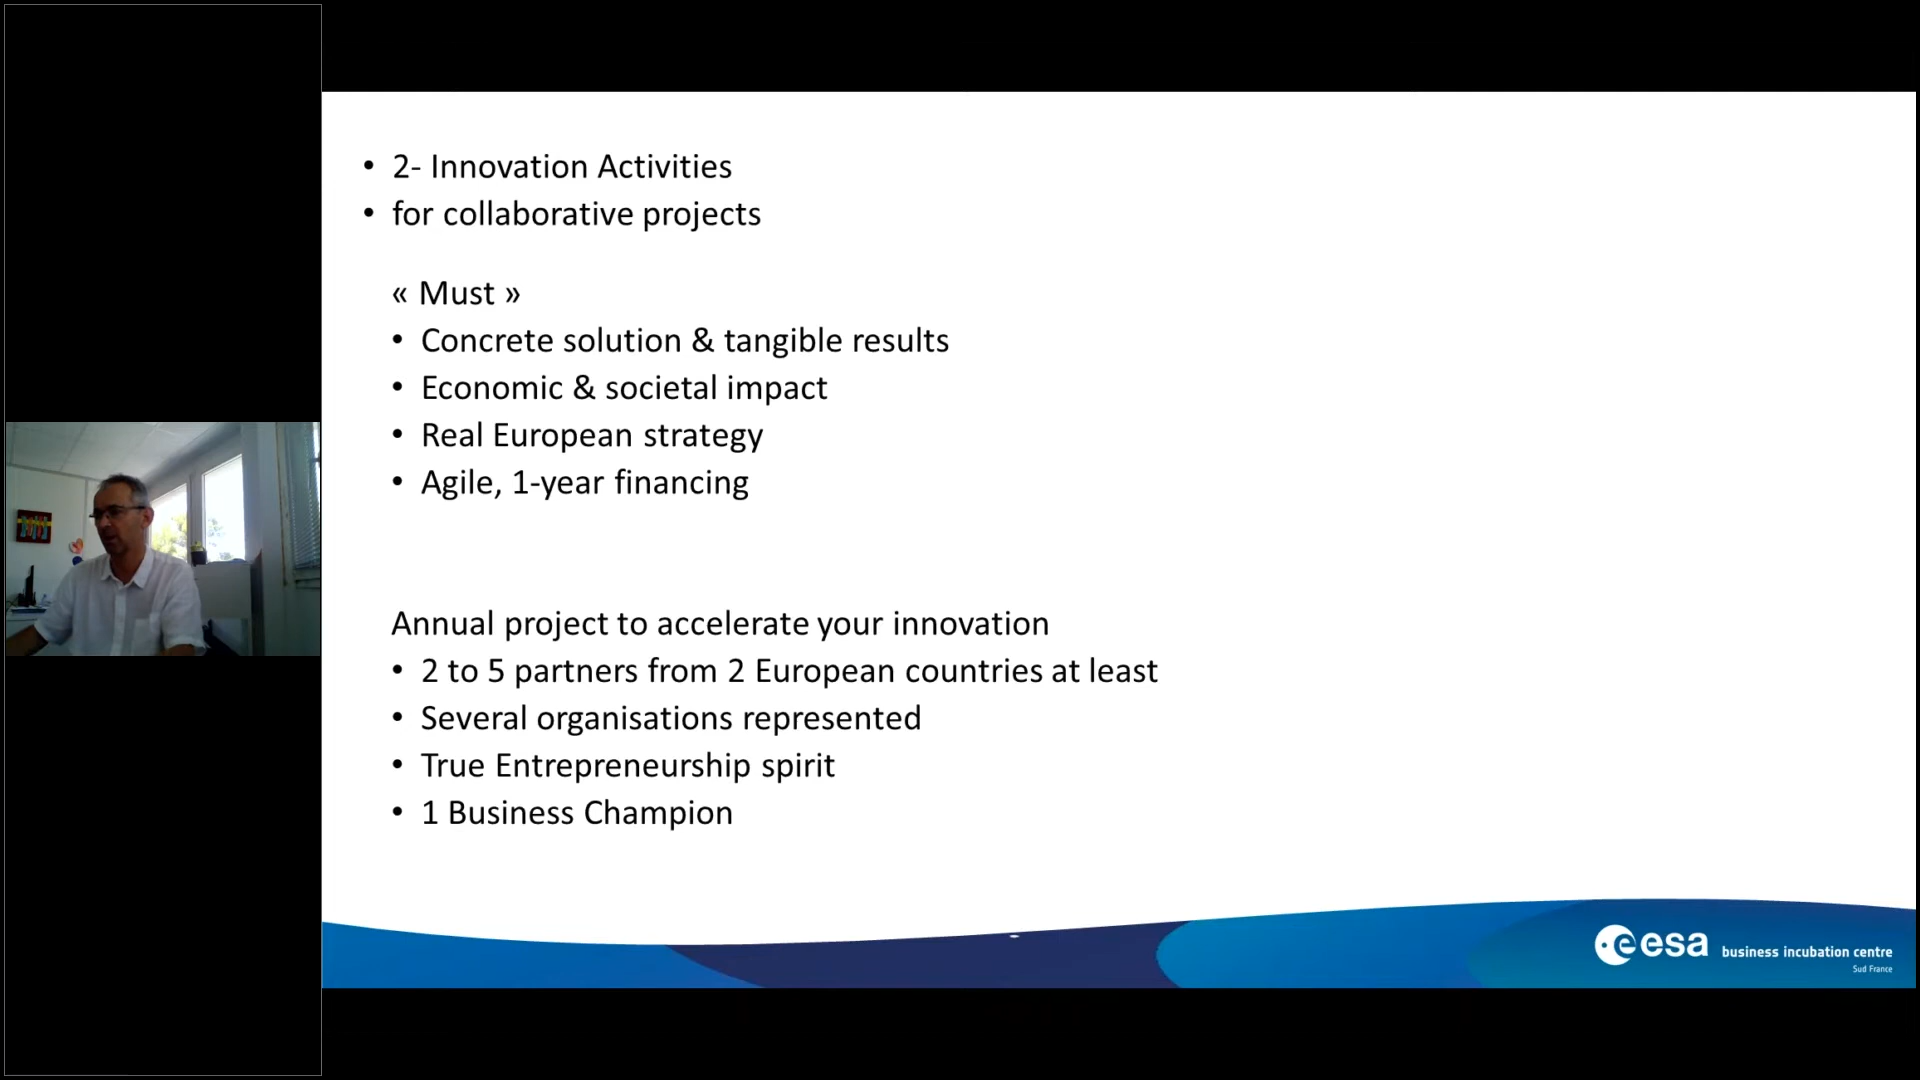 • 2- Innovation Activities
• for collaborative projects
« Must »
• Concrete solution & tangible results
• Economic & societal impact
• Real European strategy
• Agile, 1-year financing
Annual project to accelerate your innovation
• 2 to 5 partners from 2 European countries at least
• Several organisations represented
• True Entrepreneurship spirit
• 1 Business Champion
esa business incubation centre
Sud France